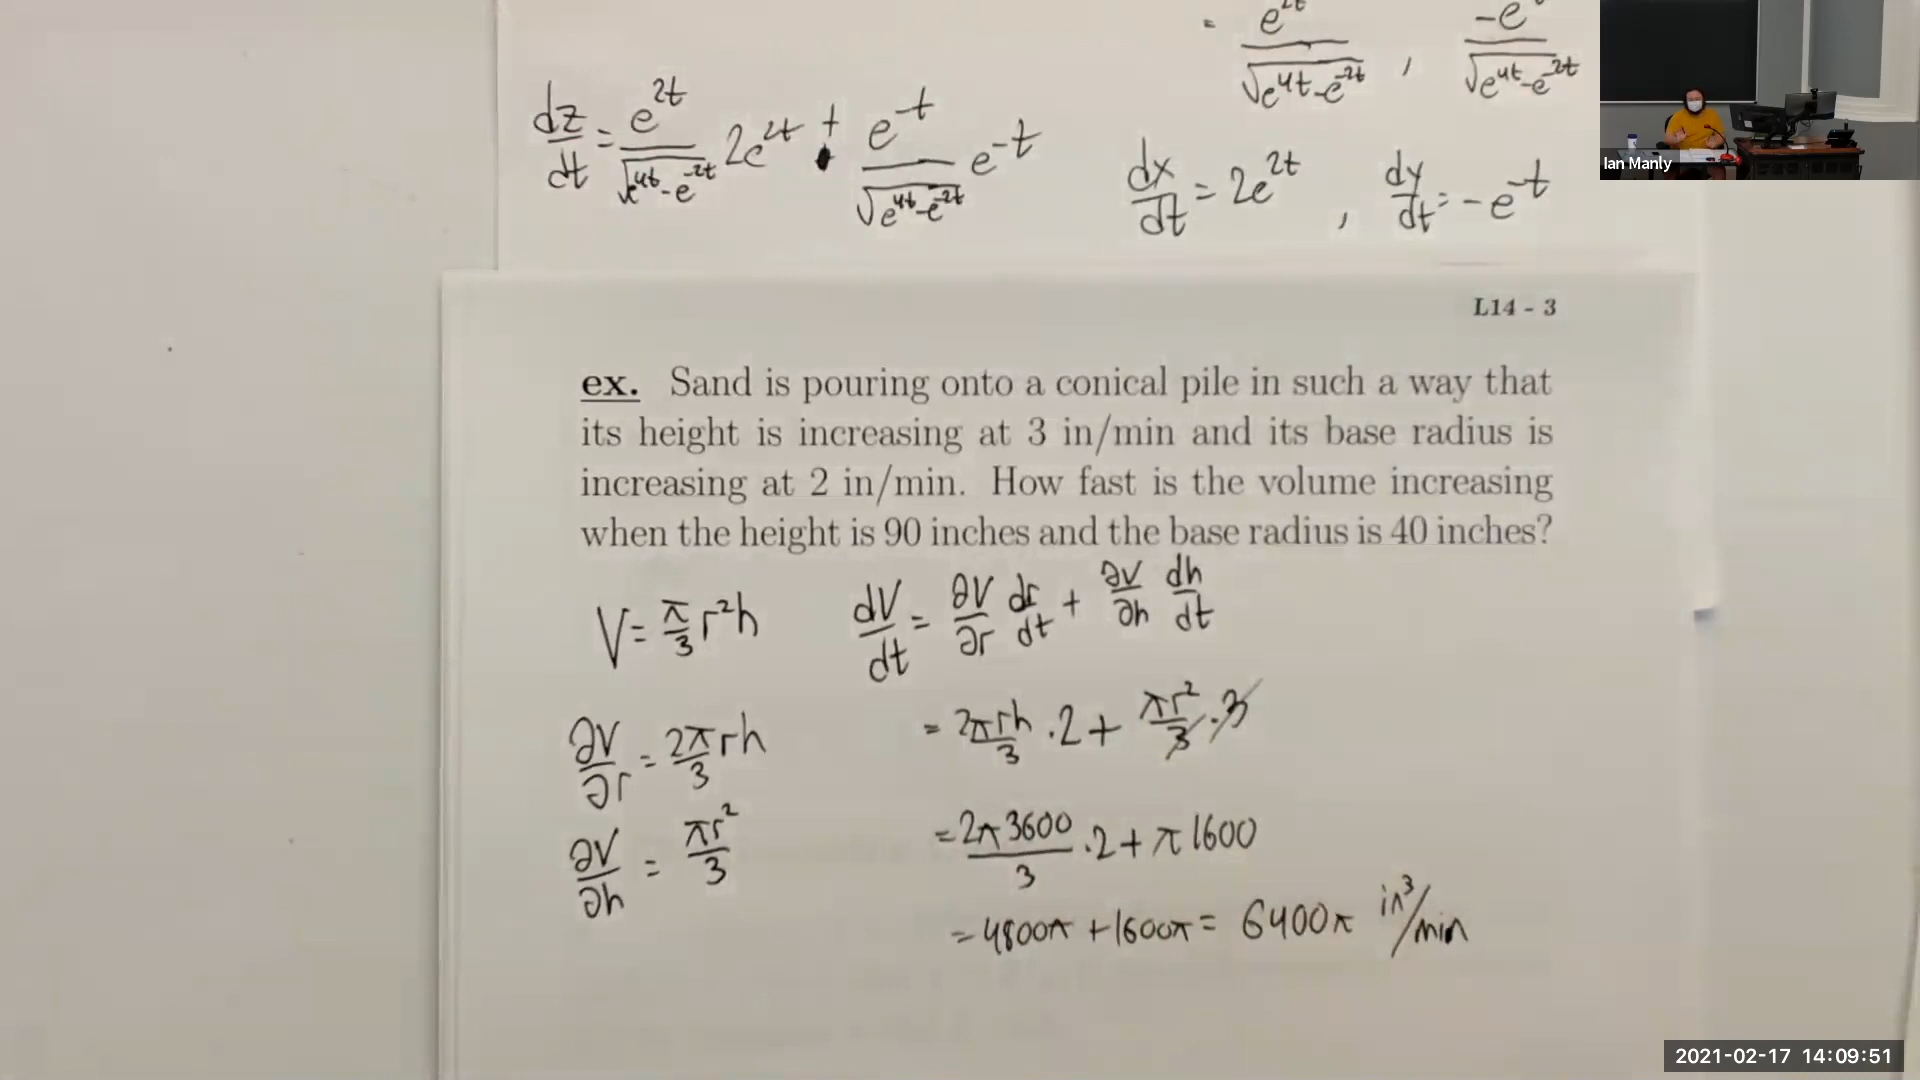 = e^{2t}/√(e^{4t}-e^{-2t}) , -e/√(e^{4t}-e^{-2t})
dz/dt = e^{2t}/√(e^{4t}-e^{-2t}) 2e^{2t} + e^{-t}/√(e^{4t}-e^{-2t}) e^{-t}
dx/dt = 2e^{2t} , dy/dt = -e^{-t}
Ian Manly
L14 - 3
ex. Sand is pouring onto a conical pile in such a way that
its height is increasing at 3 in/min and its base radius is
increasing at 2 in/min. How fast is the volume increasing
when the height is 90 inches and the base radius is 40 inches?
V = π/3 r²h
dV/dt = ∂V/∂r dr/dt + ∂V/∂h dh/dt
∂V/∂r = 2π/3 rh
= 2πrh/3 · 2 + πr²/3 · 3
∂V/∂h = πr²/3
= 2π 3600/3 · 2 + π 1600
= 4800π + 1600π = 6400π in³/min
2021-02-17 14:09:51